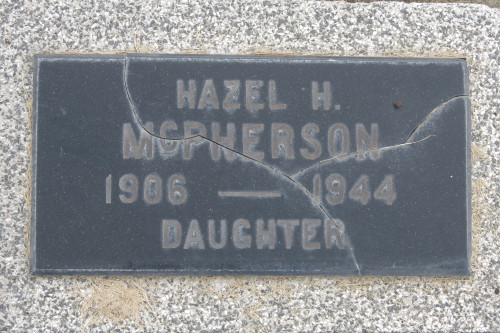 HAZEL H.
McPHERSON
1906 — 1944
DAUGHTER